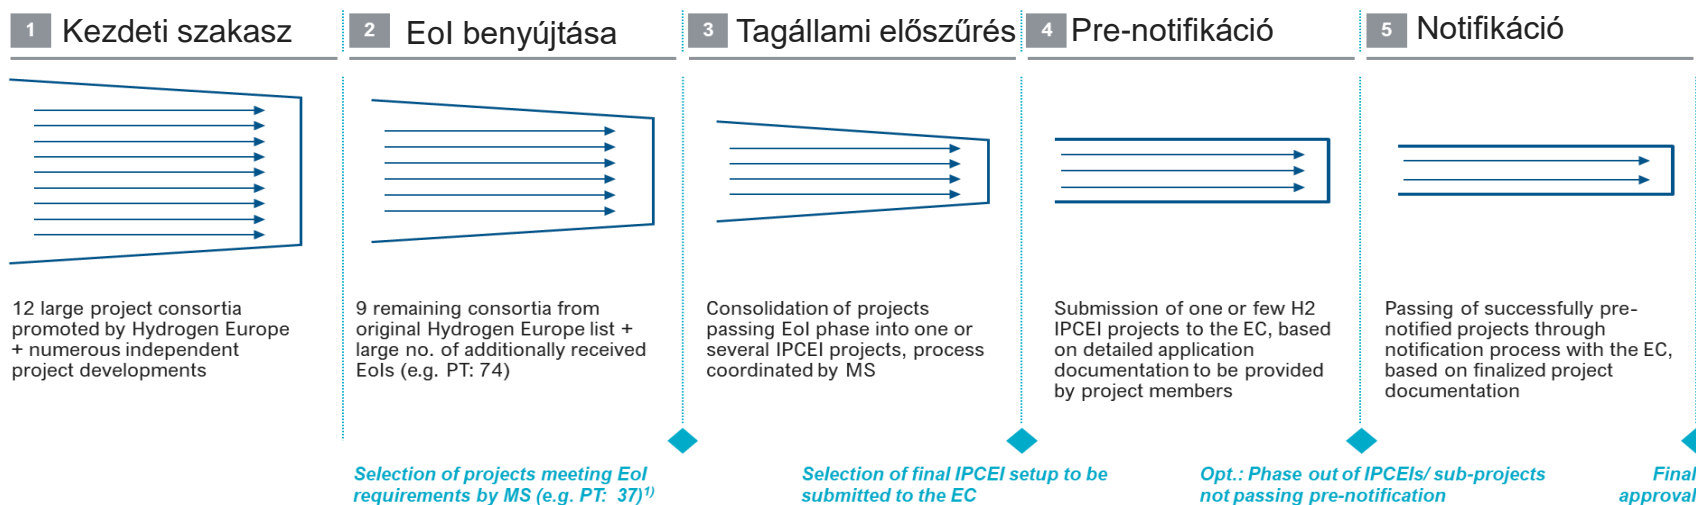 1 Kezdeti szakasz
2 EoI benyújtása
3 Tagállami előszűrés
4 Pre-notifikáció
5 Notifikáció
12 large project consortia
promoted by Hydrogen Europe
+ numerous independent
project developments
9 remaining consortia from
original Hydrogen Europe list +
large no. of additionally received
EoIs (e.g. PT: 74)
Consolidation of projects
passing EoI phase into one or
several IPCEI projects, process
coordinated by MS
Submission of one or few H2
IPCEI projects to the EC, based
on detailed application
documentation to be provided
by project members
Passing of successfully pre-
notified projects through
notification process with the EC,
based on finalized project
documentation
Selection of projects meeting EoI
requirements by MS (e.g. PT: 37)1)
Selection of final IPCEI setup to be
submitted to the EC
Opt.: Phase out of IPCEIs/ sub-projects
not passing pre-notification
Final
approval